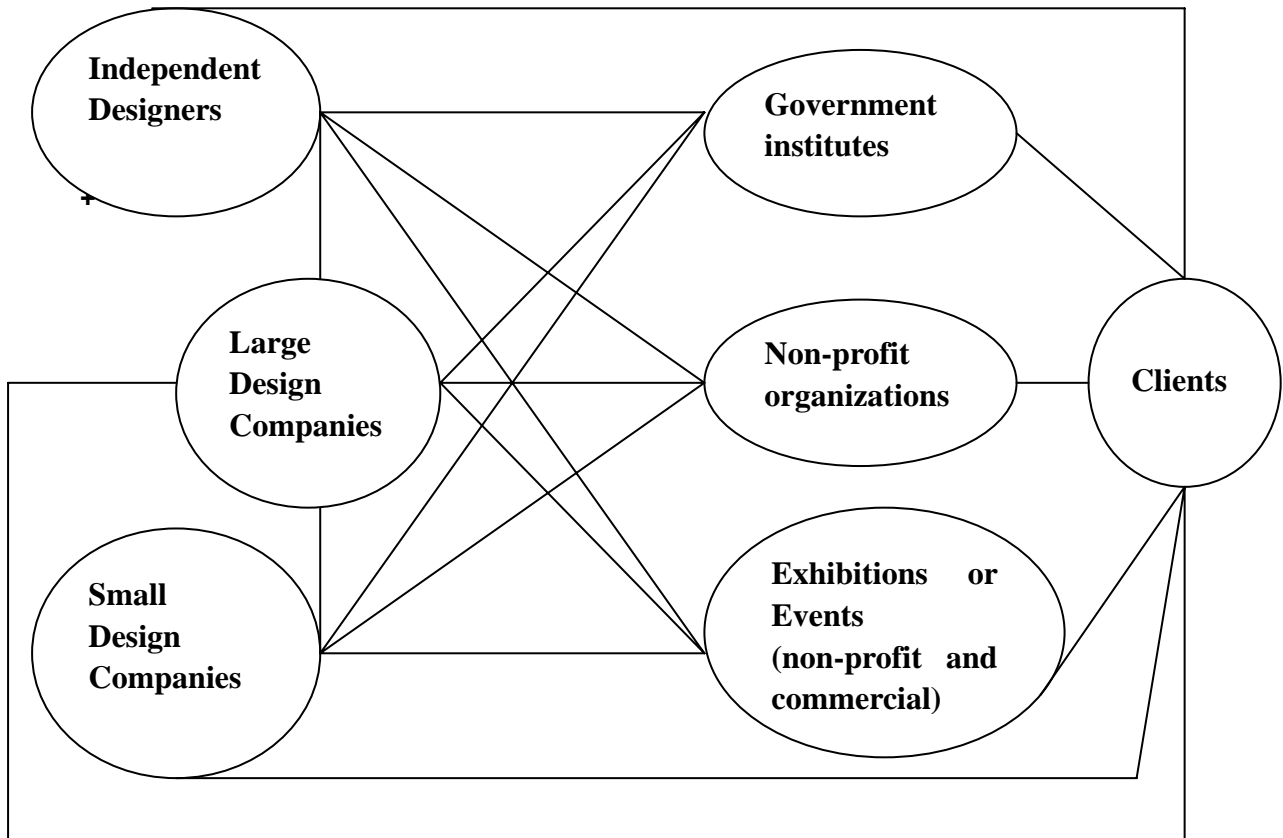 Independent
Designers
+
Government
institutes
Large
Design
Companies
Non-profit
organizations
Clients
Small
Design
Companies
Exhibitions or
Events
(non-profit and
commercial)